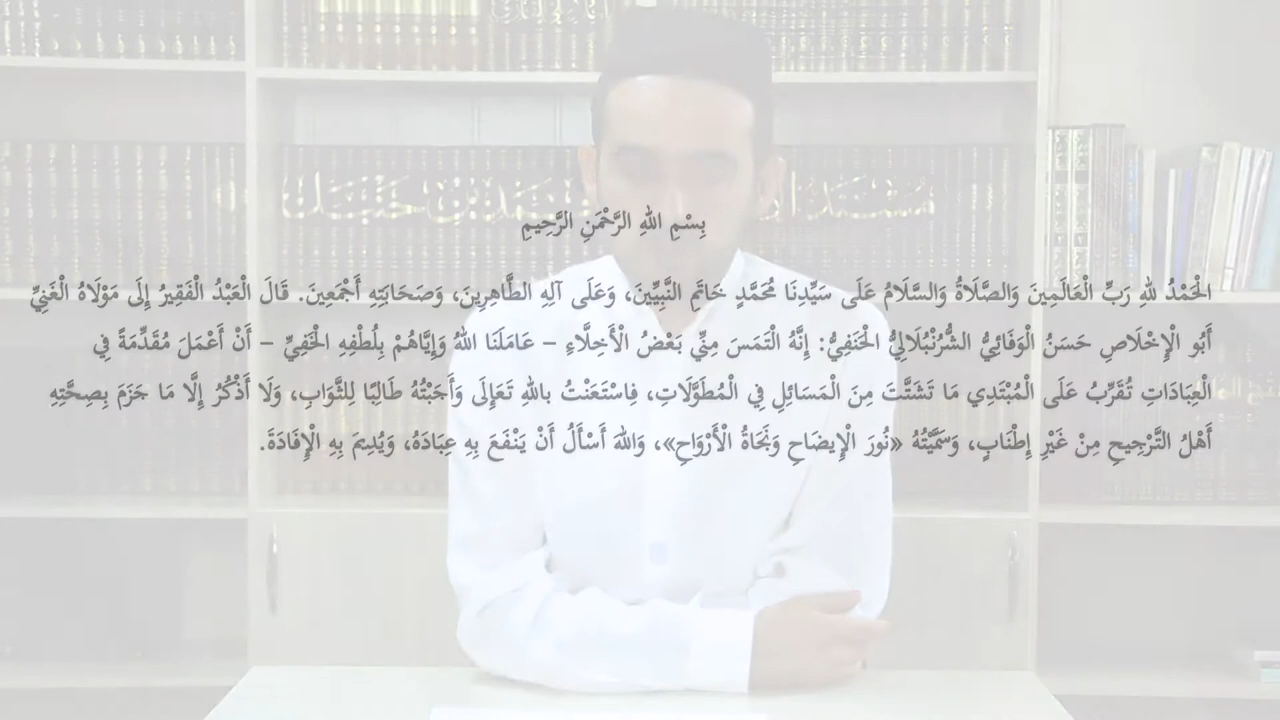 بِسْمِ اللهِ الرَّحْمَنِ الرَّحِيمِ
الْحَمْدُ لِلهِ رَبِّ الْعَالَمِينَ وَالصَّلَاةُ وَالسَّلَامُ عَلَى سَيِّدِنَا مُحَمَّدٍ خَاتَمِ النَّبِيِّينَ، وَعَلَى آلِهِ الطَّاهِرِينَ، وَصَحَابَتِهِ أَجْمَعِينَ. قَالَ الْعَبْدُ الْفَقِيرُ إِلَى مَوْلَاهُ الْغَنِيِّ
أَبُو الْإِخْلَاصِ حَسَنُ الْوَفَائِيُّ الشُّرُنْبُلَالِيُّ الْحَنَفِيُّ: إِنَّهُ الْتَمَسَ مِنِّي بَعْضُ الْأَخِلَّاءِ – عَامَلَنَا اللهُ وَإِيَّاهُمْ بِلُطْفِهِ الْخَفِيِّ – أَنْ أَعْمَلَ مُقَدِّمَةً فِي
الْعِبَادَاتِ تُقَرِّبُ عَلَى الْمُبْتَدِي مَا تَشَتَّتَ مِنَ الْمَسَائِلِ فِي الْمُطَوَّلَاتِ، فَاسْتَعَنْتُ بِاللهِ تَعَالَى وَأَجَبْتُهُ طَالِبًا لِلثَّوَابِ، وَلَا أَذْكُرُ إِلَّا مَا جَزَمَ بِصِحَّتِهِ
أَهْلُ التَّرْجِيحِ مِنْ غَيْرِ إِطْنَابٍ، وَسَمَّيْتُهُ «نُورَ الْإِيضَاحِ وَنَجَاةُ الْأَرْوَاحِ»، وَاللهَ أَسْأَلُ أَنْ يَنْفَعَ بِهِ عِبَادَهُ، وَيُدِيمَ بِهِ الْإِفَادَةَ.